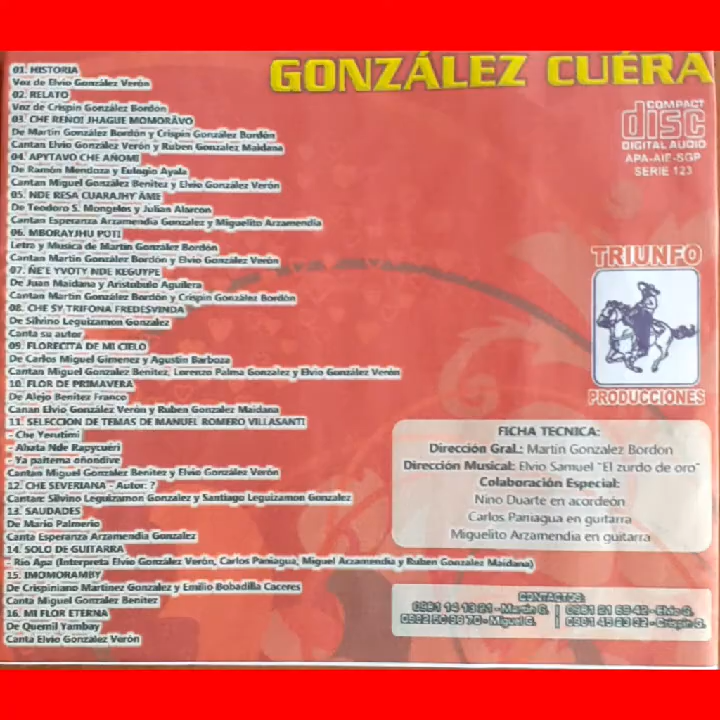 GONZÁLEZ CUÉRA
01. HISTORIA
Voz de Elvio González Verón
02. RELATO
Voz de Crispin González Bordon
03. CHE RENOI JHAGUE MOMORÃVO
De Martin González Bordón y Crispin González Bordón
Cantan Elvio González Verón y Ruben Gonzalez Maidana
04. APYTAVO CHE AÑOMI
De Ramón Mendoza y Eulogio Ayala
Cantan Miguel González Benitez y Elvio González Verón
05. NDE RESA CUARAJHY ÁME
De Teodoro S. Mongelos y Julian Alarcon
Cantan Esperanza Arzamendia Gonzalez y Miguelito Arzamendia
06. MBORAYJHU POTI
Letra y Musica de Martin González Bordón
Cantan Martin González Bordón y Elvio González Verón
07. ÑE'E YVOTY NDE KEGUYPE
De Juan Maidana y Aristobulo Aguilera
Cantan Martin González Bordón y Crispin González Bordón
08. CHE SY TRIFONA FREDESVINDA
De Silvino Leguizamon Gonzalez
Canta su autor
09. FLORECITA DE MI CIELO
De Carlos Miguel Gimenez y Agustin Barboza
Cantan Miguel Gonzalez Benitez, Lorenzo Palma Gonzalez y Elvio González Verón
10. FLOR DE PRIMAVERA
De Alejo Benitez Franco
Canan Elvio González Verón y Ruben Gonzalez Maidana
11. SELECCION DE TEMAS DE MANUEL ROMERO VILLASANTI
- Che Yerutimi
- Ahata Nde Rapycuéri
- Ya paitema oñondive
Cantan Miguel González Benitez y Elvio González Verón
12. CHE SEVERIANA - Autor: ?
Cantan: Silvino Leguizamon Gonzalez y Santiago Leguizamon Gonzalez
13. SAUDADES
De Mario Palmerio
Canta Esperanza Arzamendia Gonzalez
14. SOLO DE GUITARRA
- Rio Apa (Interpreta Elvio González Verón, Carlos Paniagua, Miguel Arzamendia y Ruben Gonzalez Maidana)
15. IMOMORAMBY
De Crispiniano Martinez Gonzalez y Emilio Bobadilla Caceres
Canta Miguel Gonzalez Benitez
16. MI FLOR ETERNA
De Quemil Yambay
Canta Elvio González Verón
COMPACT
disc
DIGITAL AUDIO
APA-AIE-SGP
SERIE 123
TRIUNFO
PRODUCCIONES
FICHA TECNICA:
Dirección Gral.: Martín Gonzalez Bordon
Dirección Musical: Elvio Samuel "El zurdo de oro"
Colaboración Especial:
Nino Duarte en acordeón
Carlos Paniagua en guitarra
Miguelito Arzamendia en guitarra
CONTACTOS:
- Martin G. | - Elvio G.
- Miguel G. | - Crispin G.